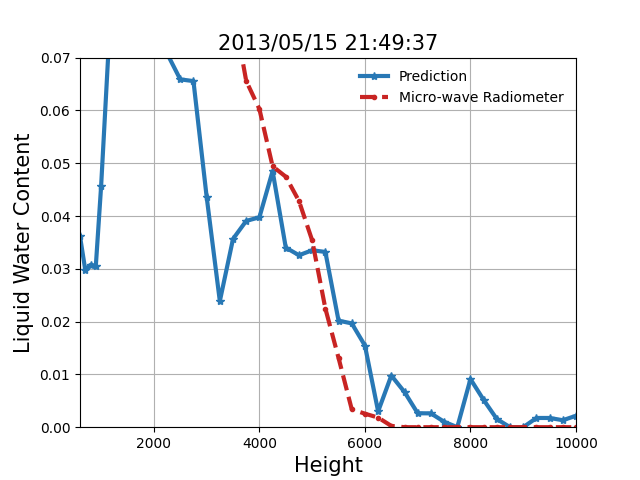 2013/05/15 21:49:37
Prediction
Micro-wave Radiometer
Liquid Water Content
0.07
0.06
0.05
0.04
0.03
0.02
0.01
0.00
2000 4000 6000 8000 10000
Height